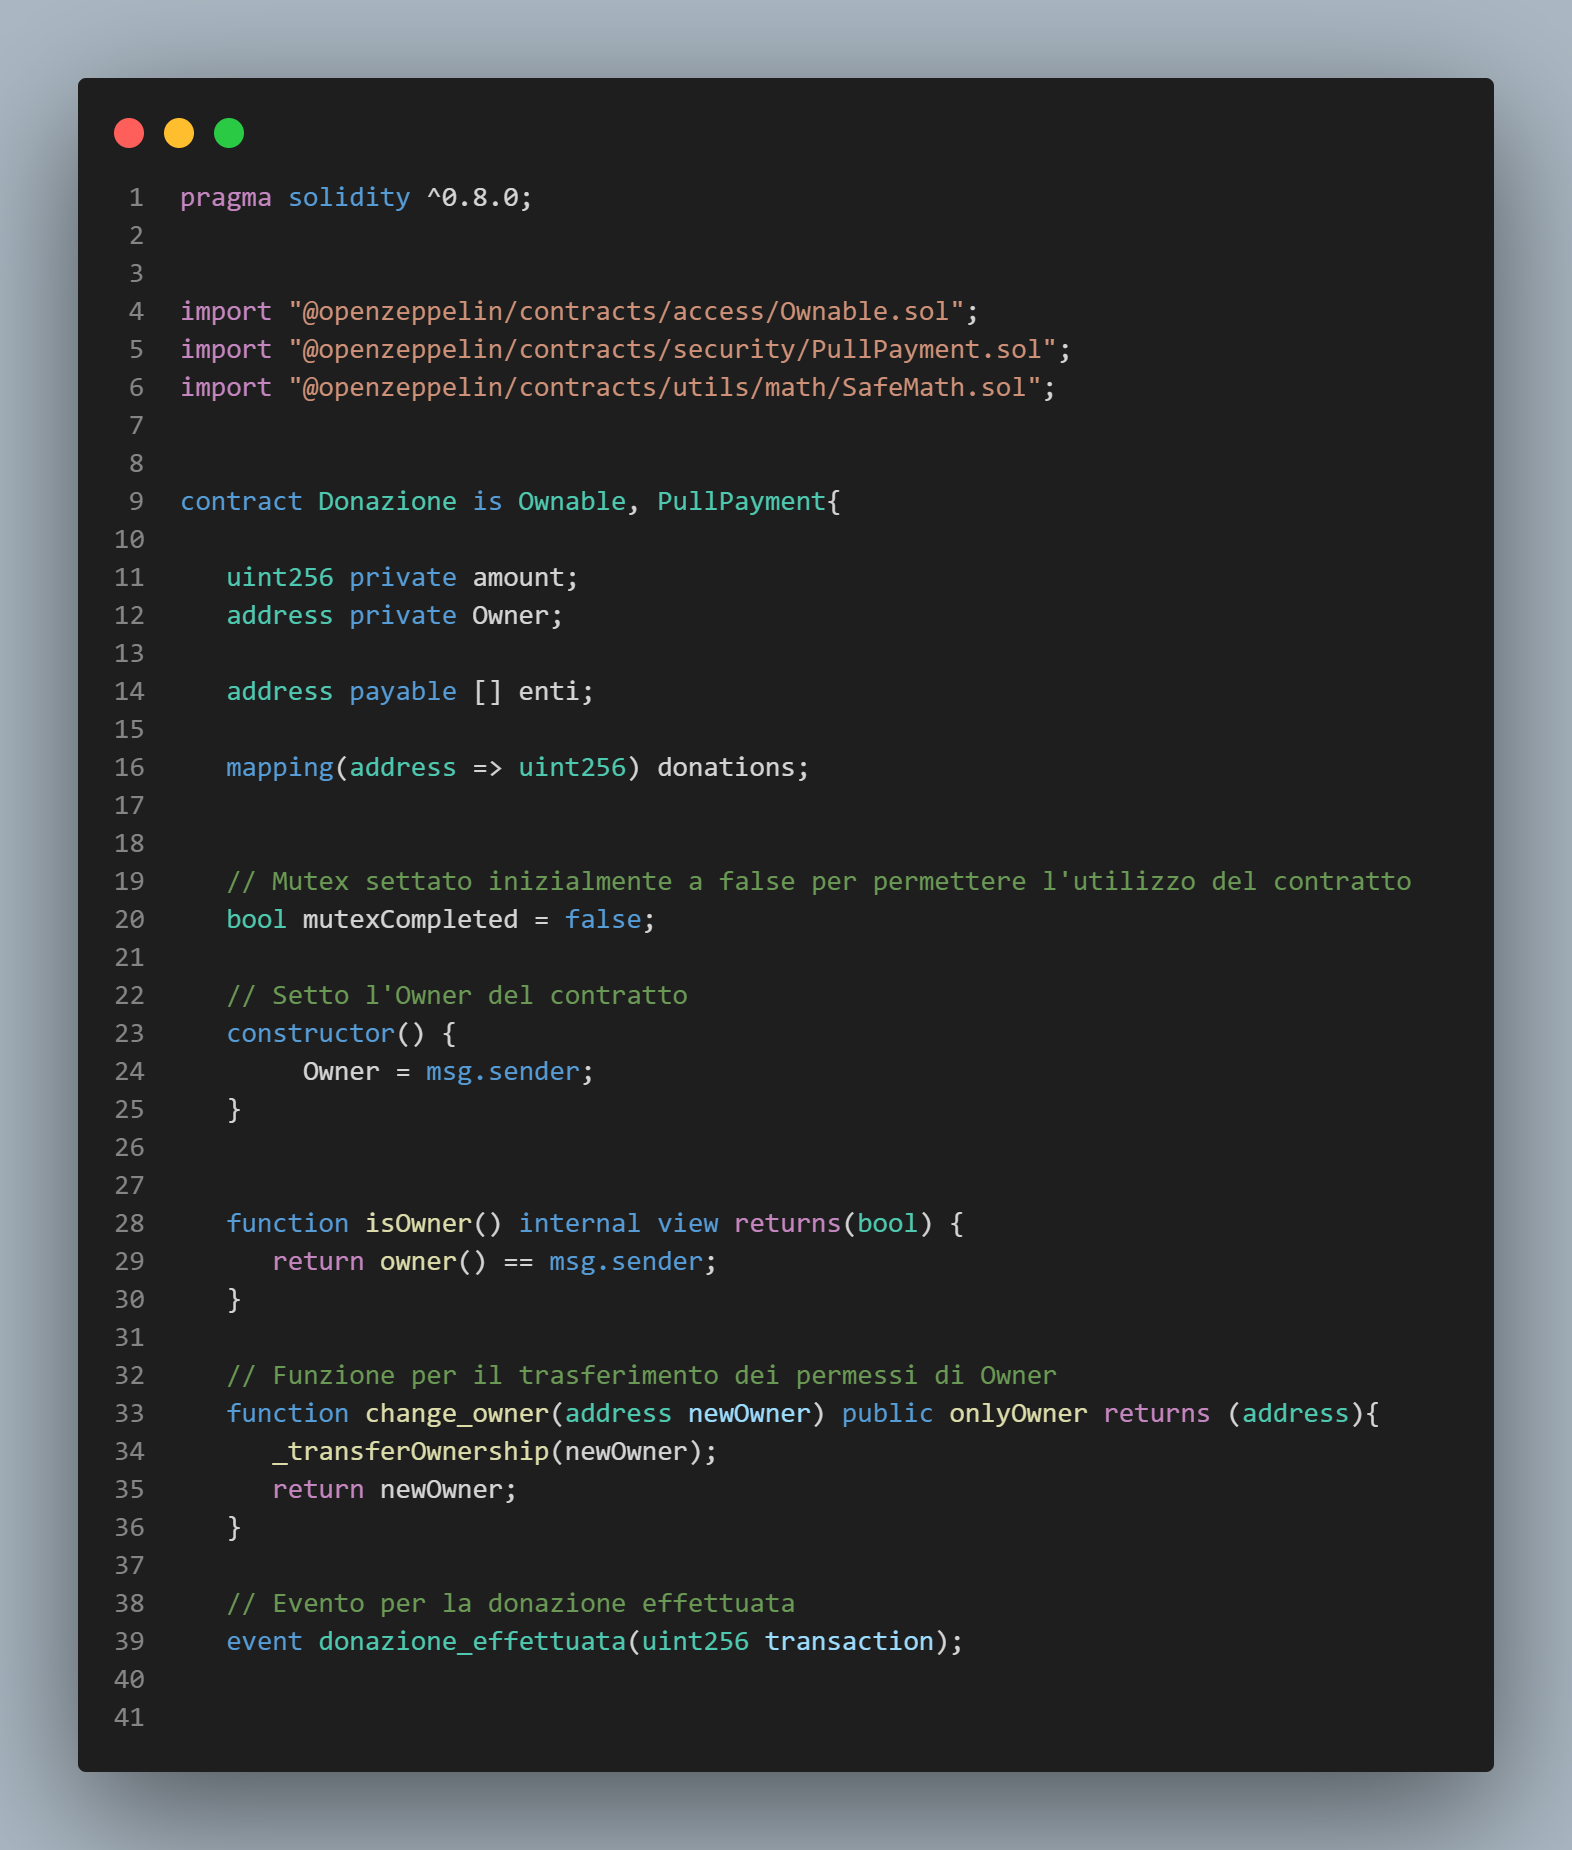 1 pragma solidity ^0.8.0;
2
3
4 import "@openzeppelin/contracts/access/Ownable.sol";
5 import "@openzeppelin/contracts/security/PullPayment.sol";
6 import "@openzeppelin/contracts/utils/math/SafeMath.sol";
7
8
9 contract Donazione is Ownable, PullPayment{
10
11 uint256 private amount;
12 address private Owner;
13
14 address payable [] enti;
15
16 mapping(address => uint256) donations;
17
18
19 // Mutex settato inizialmente a false per permettere l'utilizzo del contratto
20 bool mutexCompleted = false;
21
22 // Setto l'Owner del contratto
23 constructor() {
24 Owner = msg.sender;
25 }
26
27
28 function isOwner() internal view returns(bool) {
29 return owner() == msg.sender;
30 }
31
32 // Funzione per il trasferimento dei permessi di Owner
33 function change_owner(address newOwner) public onlyOwner returns (address){
34 _transferOwnership(newOwner);
35 return newOwner;
36 }
37
38 // Evento per la donazione effettuata
39 event donazione_effettuata(uint256 transaction);
40
41